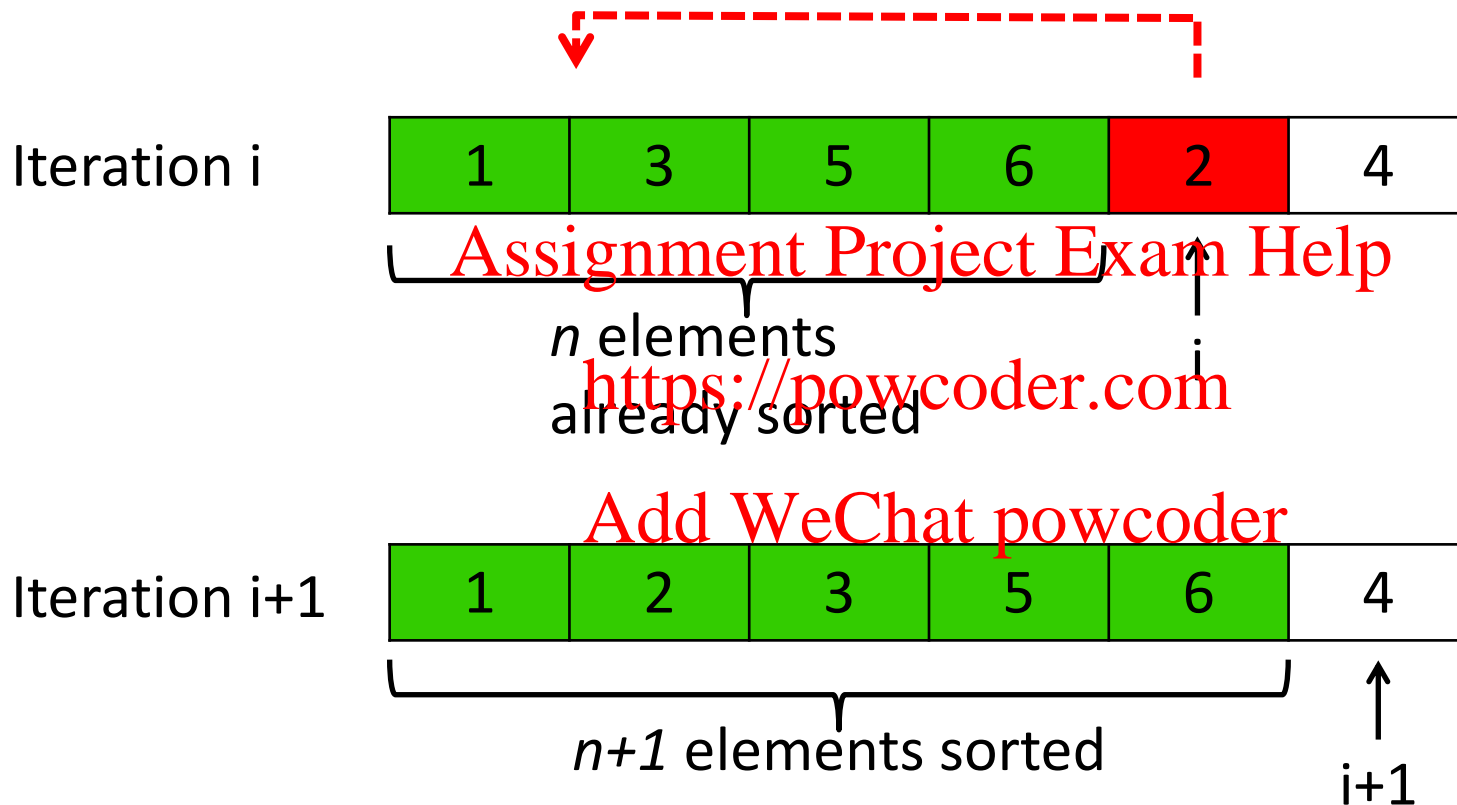 Iteration i 1 3 5 6 2 4
Assignment Project Exam Help
n elements
i
https://powcoder.com
already sorted
Add WeChat powcoder
Iteration i+1 1 2 3 5 6 4
n+1 elements sorted
i+1